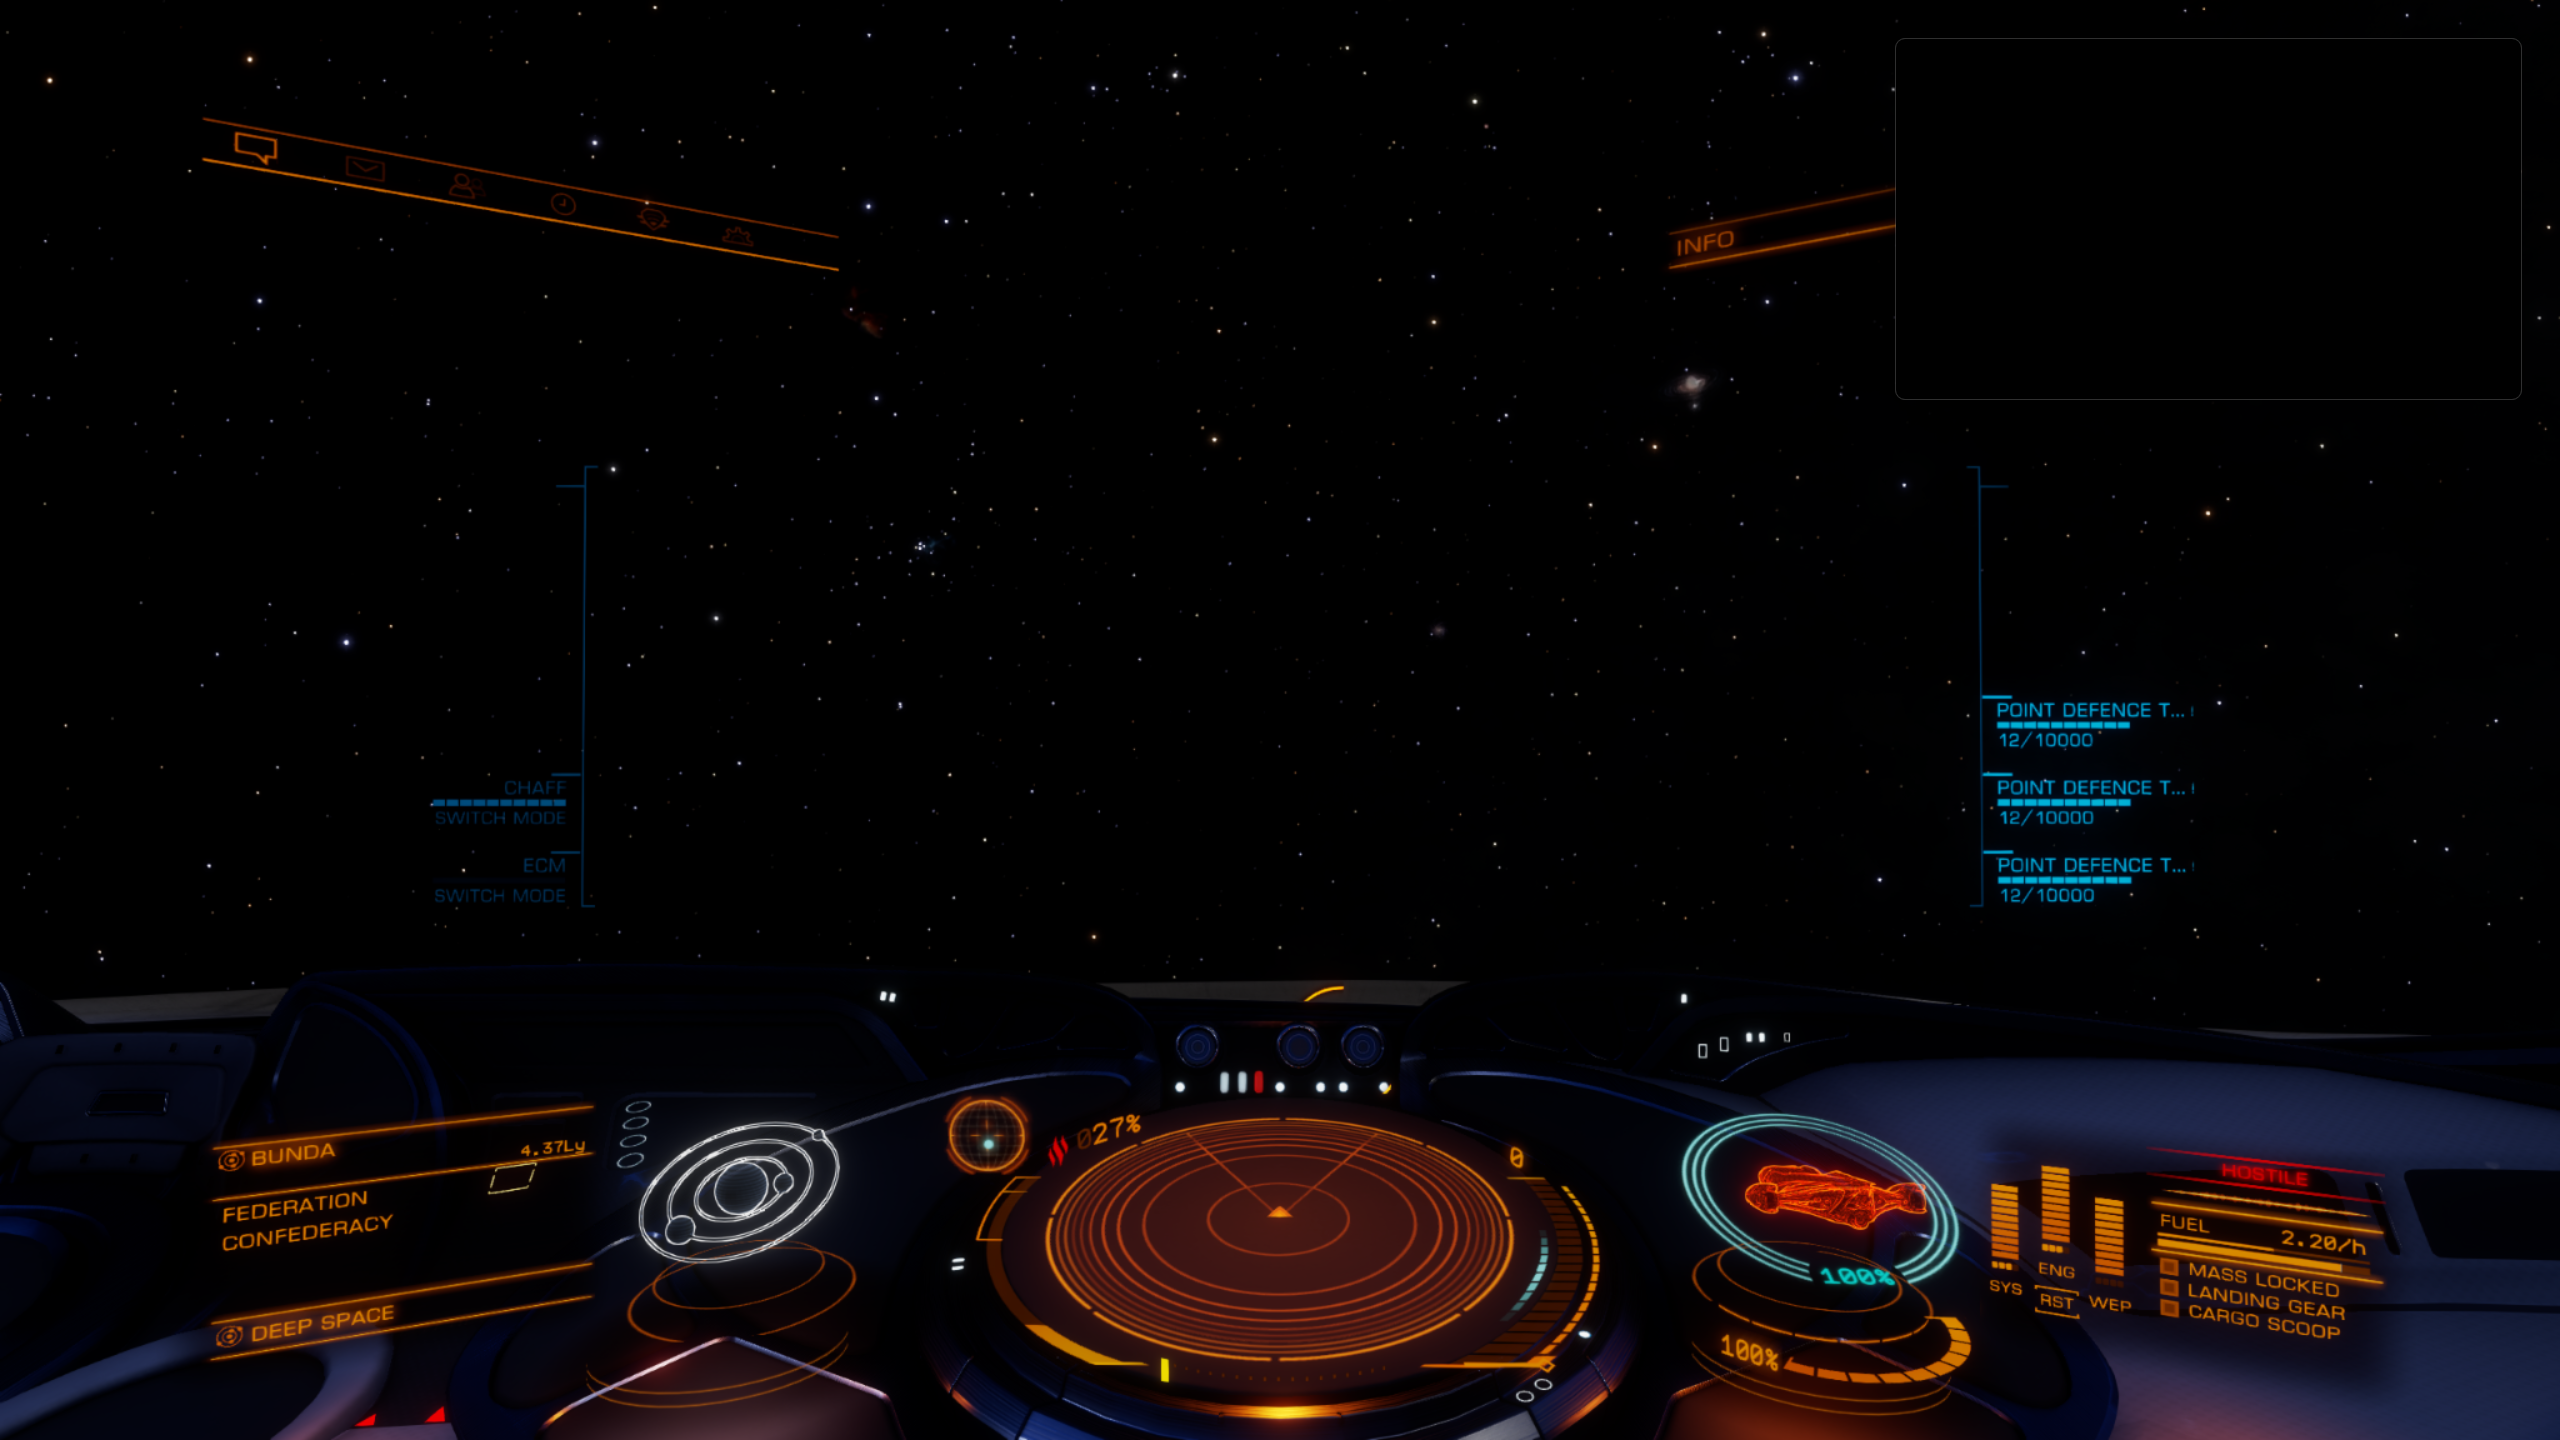 INFO
POINT DEFENCE T...
12/10000
CHAFF
SWITCH MODE
POINT DEFENCE T...
12/10000
ECM
SWITCH MODE
POINT DEFENCE T...
12/10000
BUNDA
4.37Ly
FEDERATION
CONFEDERACY
DEEP SPACE
027%
0
100%
100%
SYS
ENG
RST
WEP
HOSTILE
FUEL
2.20/h
MASS LOCKED
LANDING GEAR
CARGO SCOOP